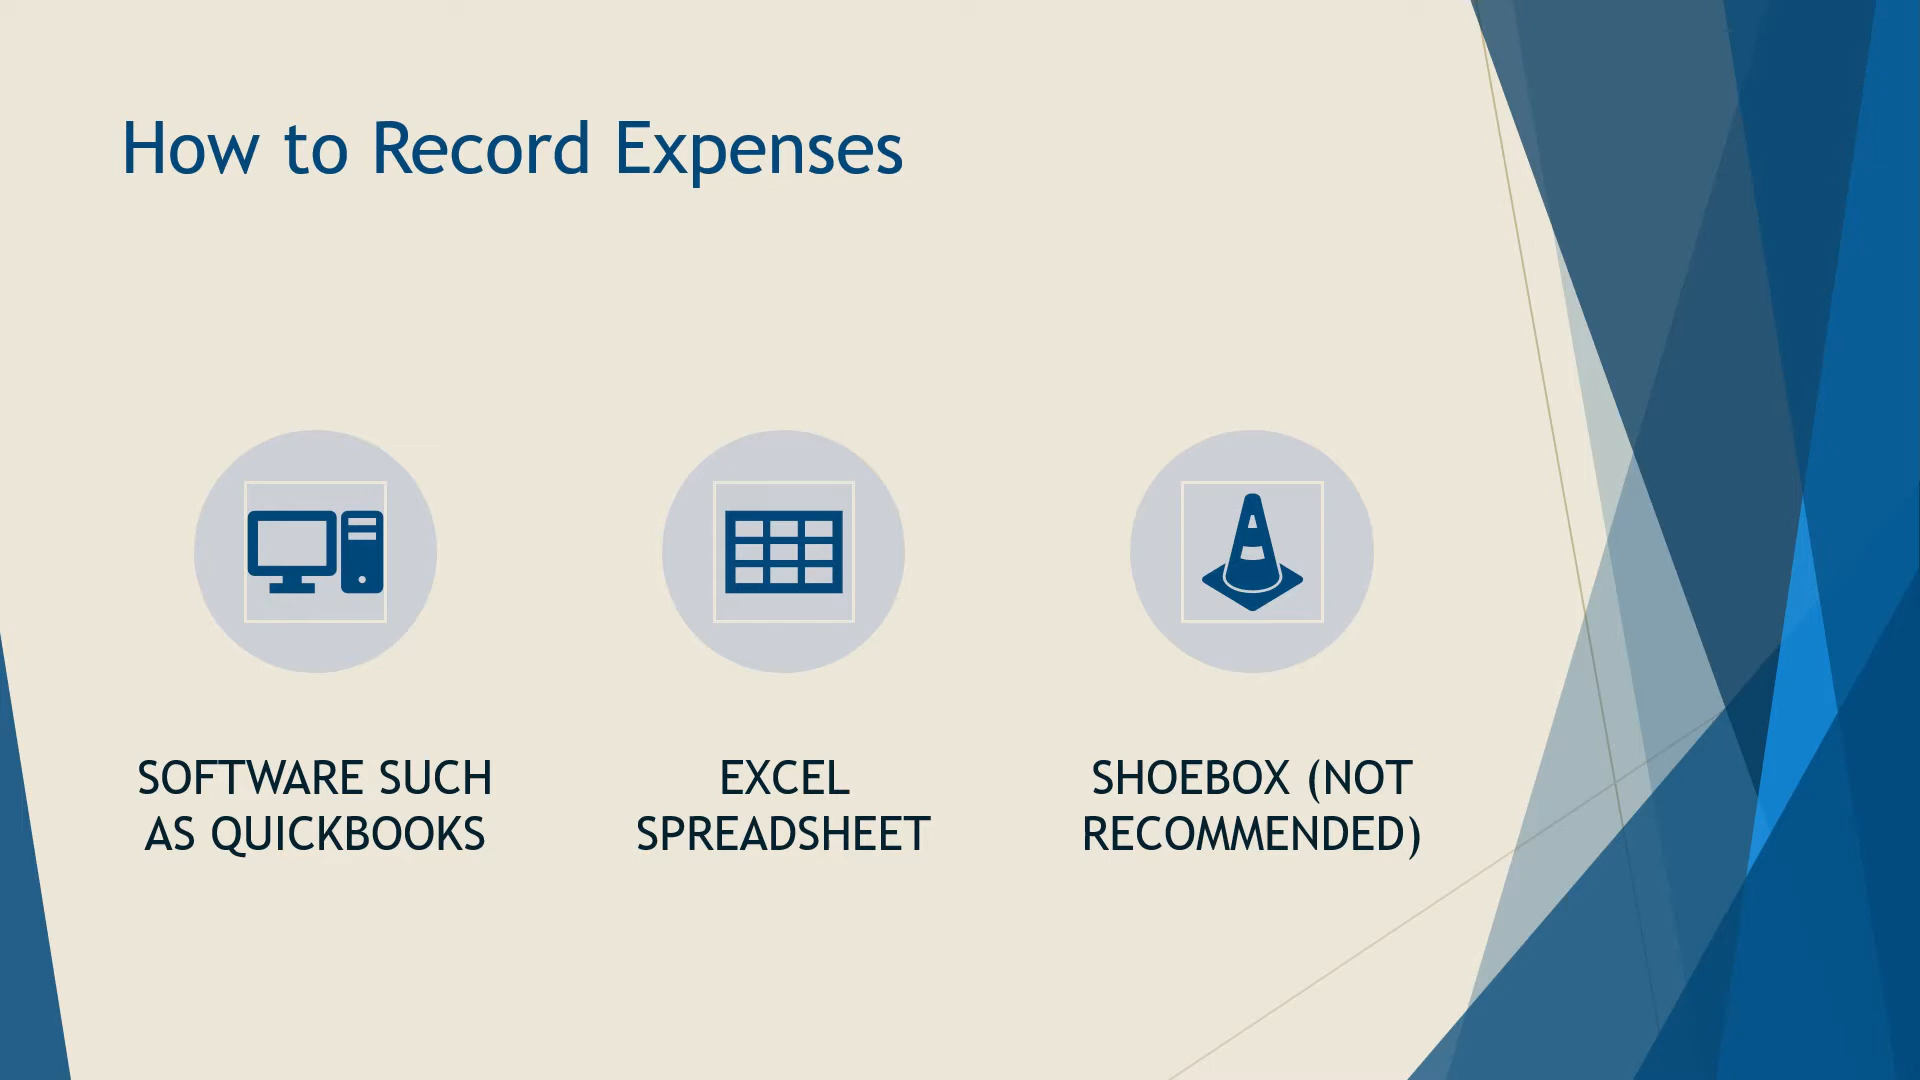 How to Record Expenses
SOFTWARE SUCH
AS QUICKBOOKS
EXCEL
SPREADSHEET
SHOEBOX (NOT
RECOMMENDED)